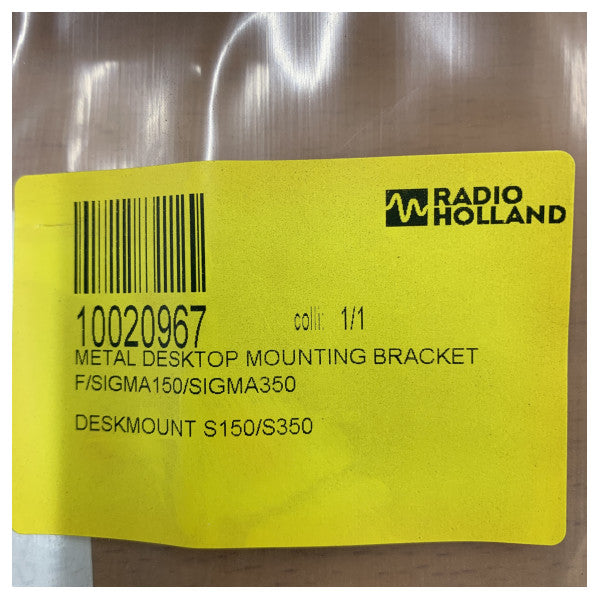 RADIO
HOLLAND
10020967 colli: 1/1
METAL DESKTOP MOUNTING BRACKET
F/SIGMA150/SIGMA350
DESKMOUNT S150/S350